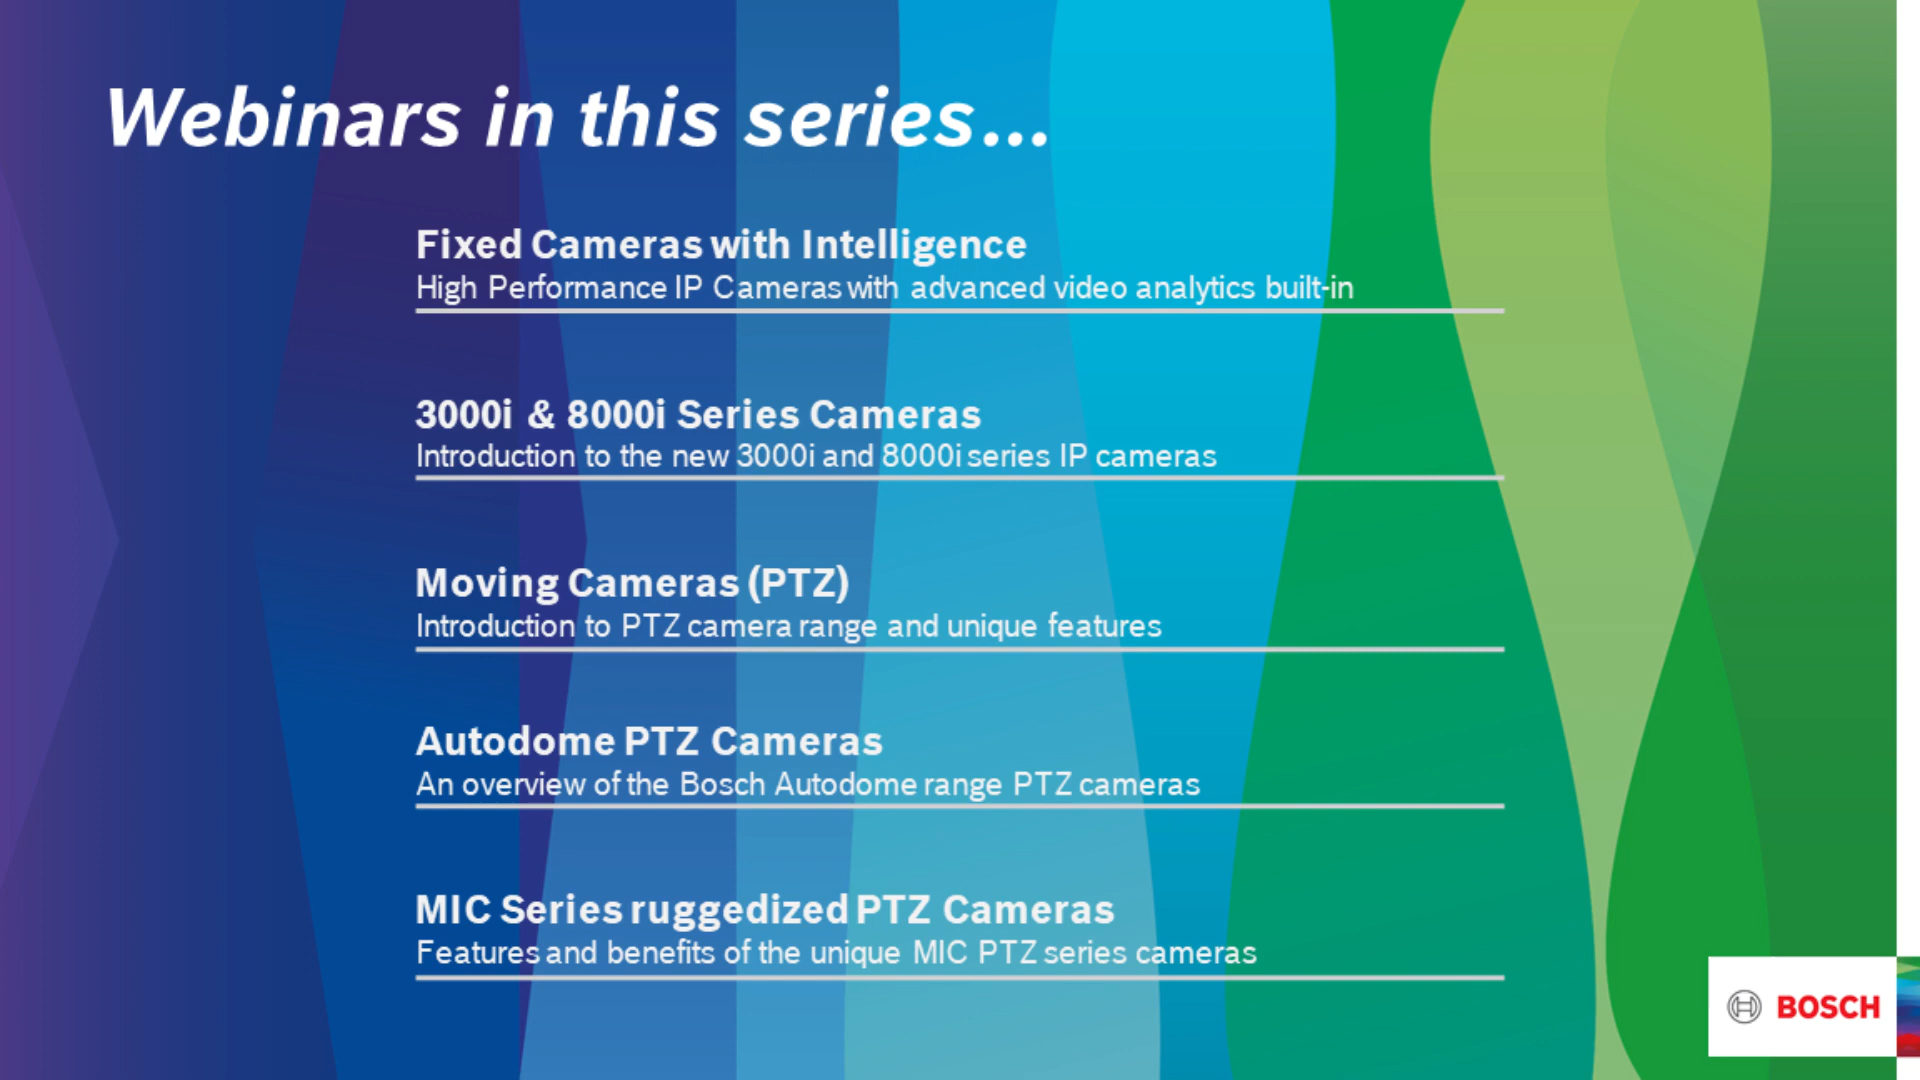 Webinars in this series...
Fixed Cameras with Intelligence
High Performance IP Cameras with advanced video analytics built-in
3000i & 8000i Series Cameras
Introduction to the new 3000i and 8000i series IP cameras
Moving Cameras (PTZ)
Introduction to PTZ camera range and unique features
Autodome PTZ Cameras
An overview of the Bosch Autodome range PTZ cameras
MIC Series ruggedized PTZ Cameras
Features and benefits of the unique MIC PTZ series cameras
BOSCH